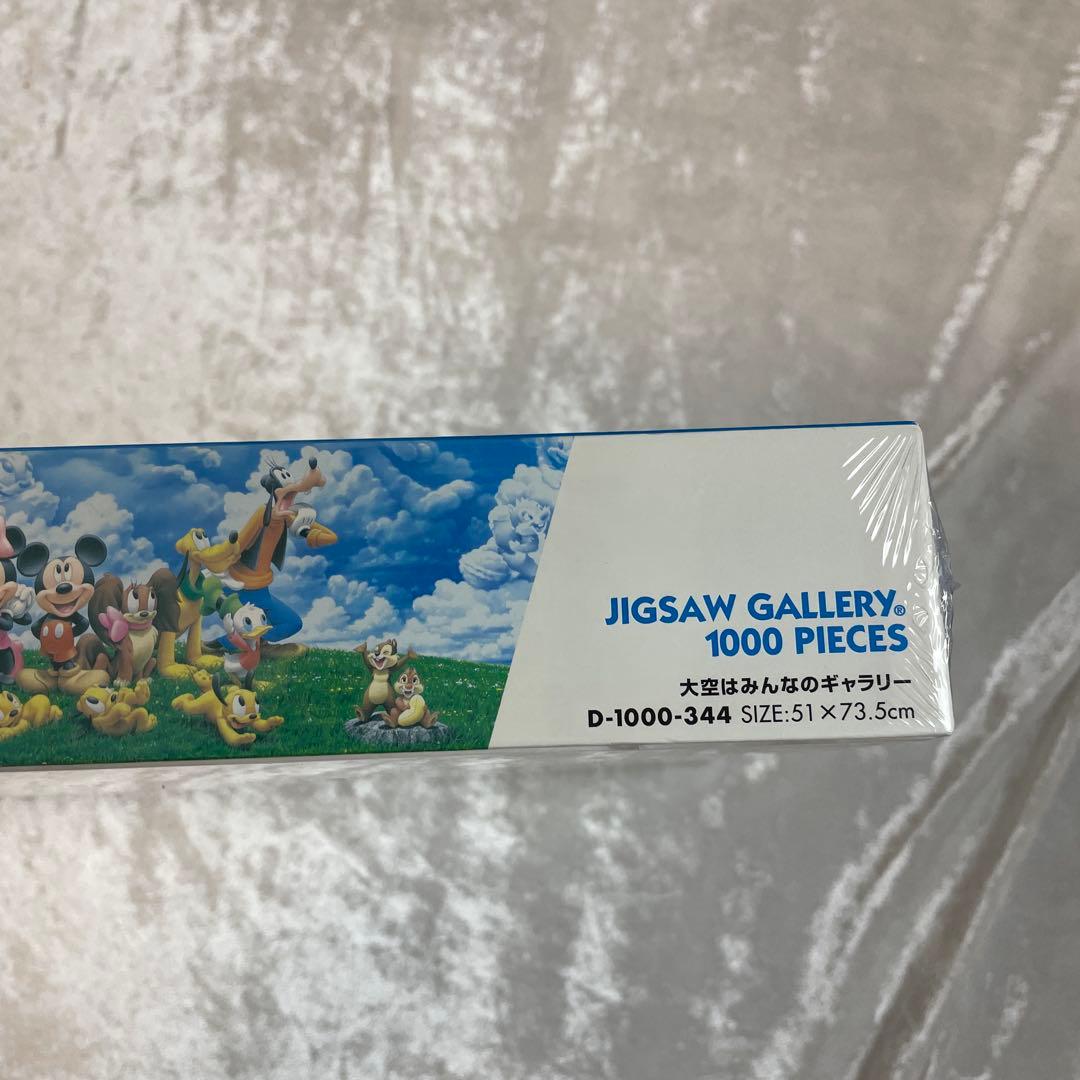 JIGSAW GALLERY®
1000 PIECES
大空はみんなのギャラリー
D-1000-344 SIZE:51×73.5cm